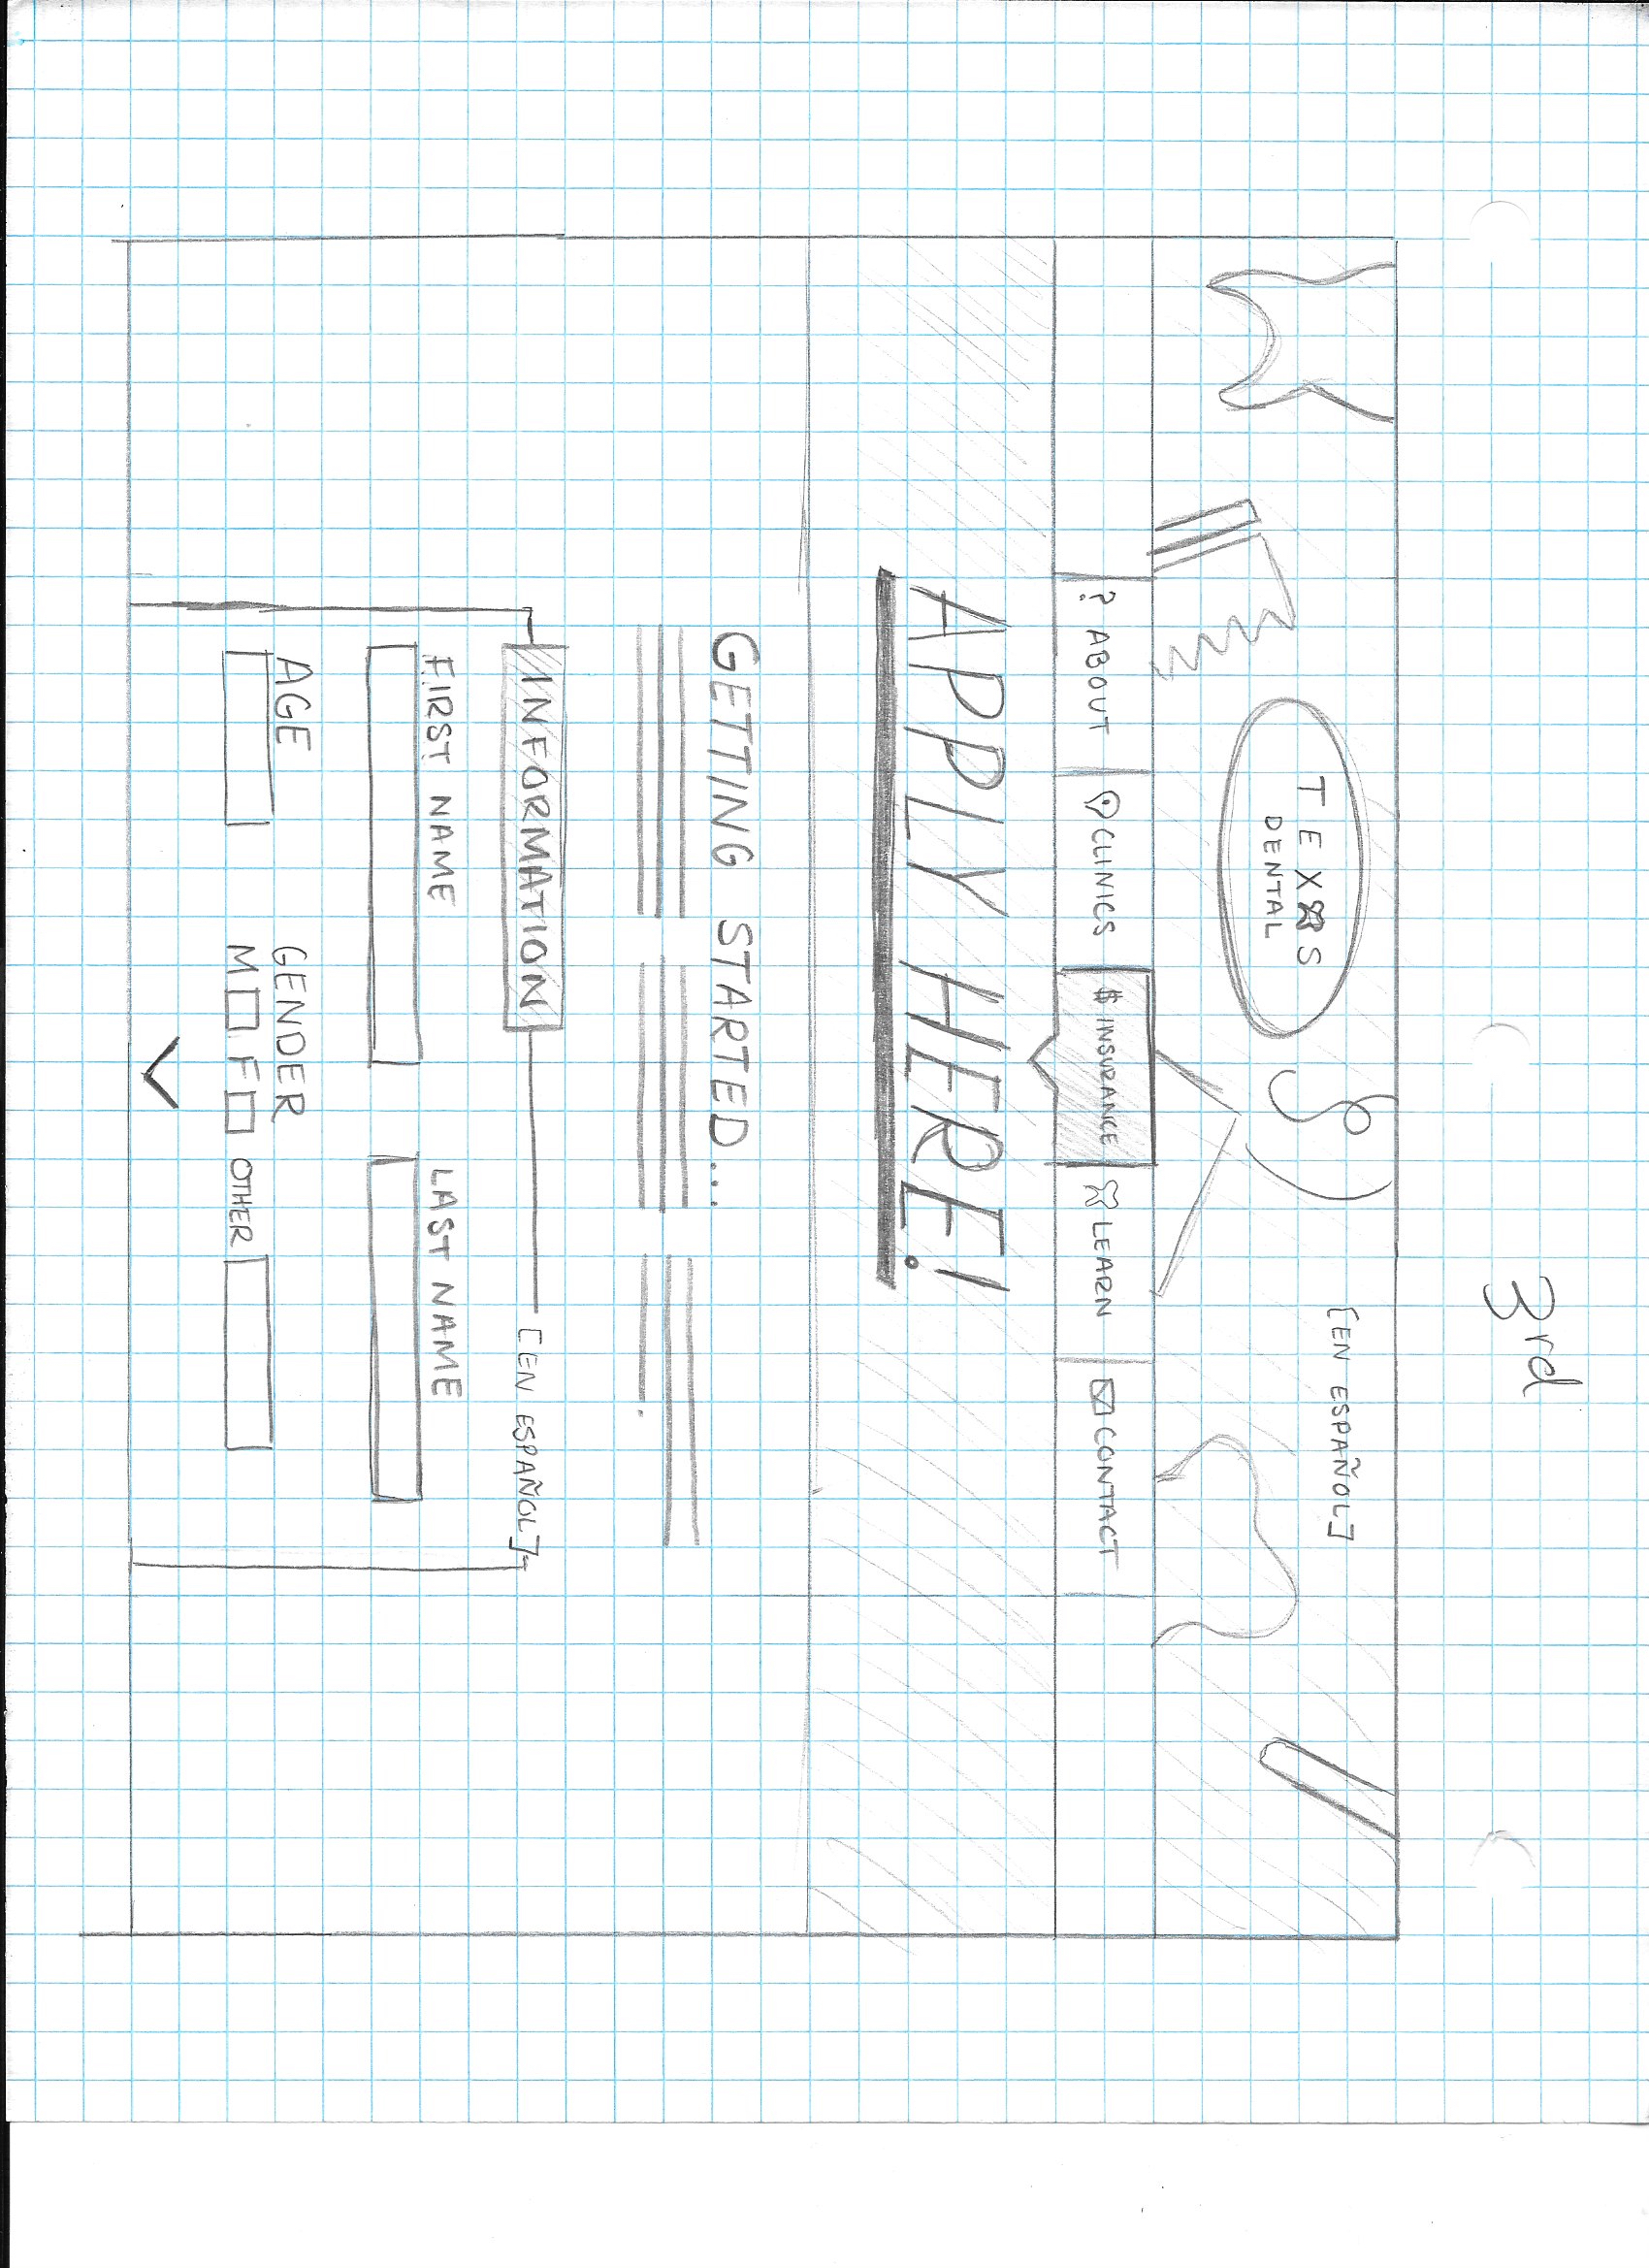 3rd
[EN ESPAÑOL]
TEXAS
DENTAL
? ABOUT
CLINICS
$ INSURANCE
LEARN
CONTACT
APPLY HERE!
GETTING STARTED...
INFORMATION
[EN ESPAÑOL]
FIRST NAME
LAST NAME
AGE
GENDER
M F OTHER